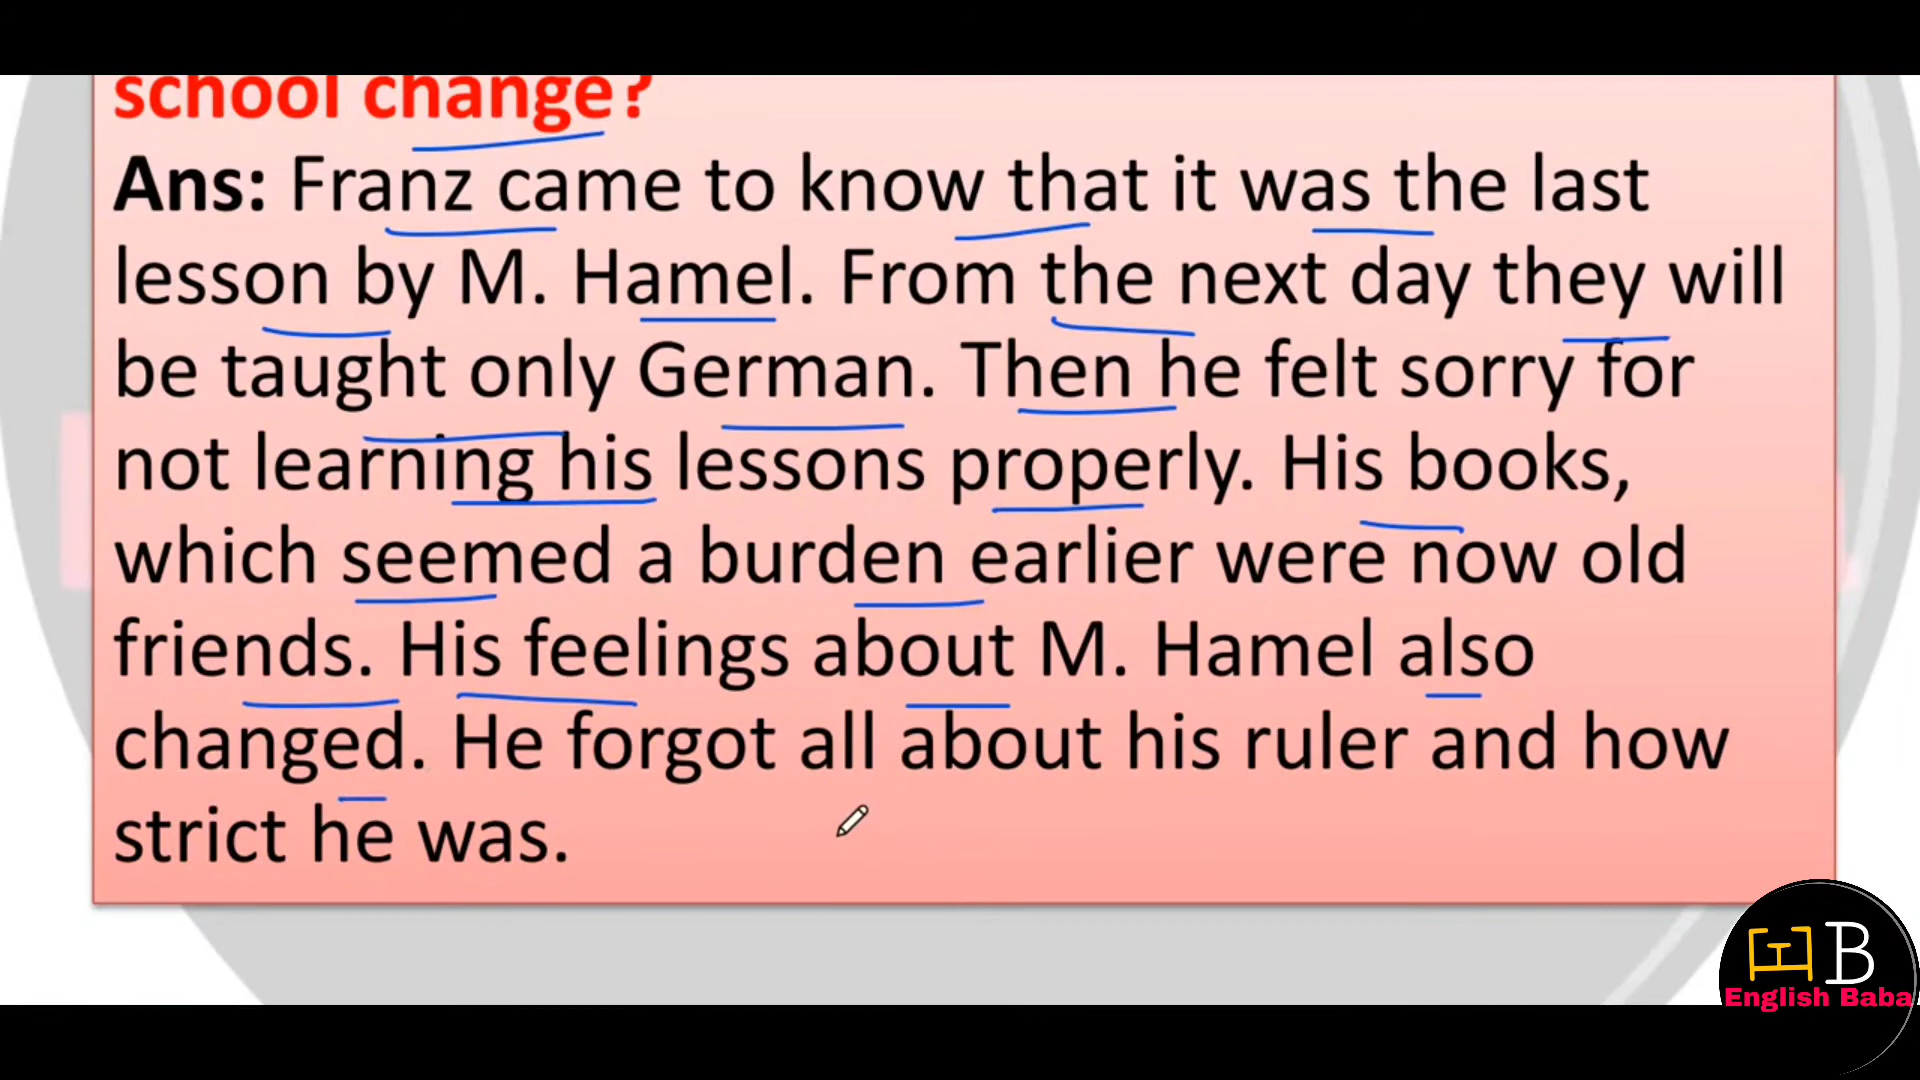 school change?
Ans: Franz came to know that it was the last
lesson by M. Hamel. From the next day they will
be taught only German. Then he felt sorry for
not learning his lessons properly. His books,
which seemed a burden earlier were now old
friends. His feelings about M. Hamel also
changed. He forgot all about his ruler and how
strict he was.
EB
English Baba